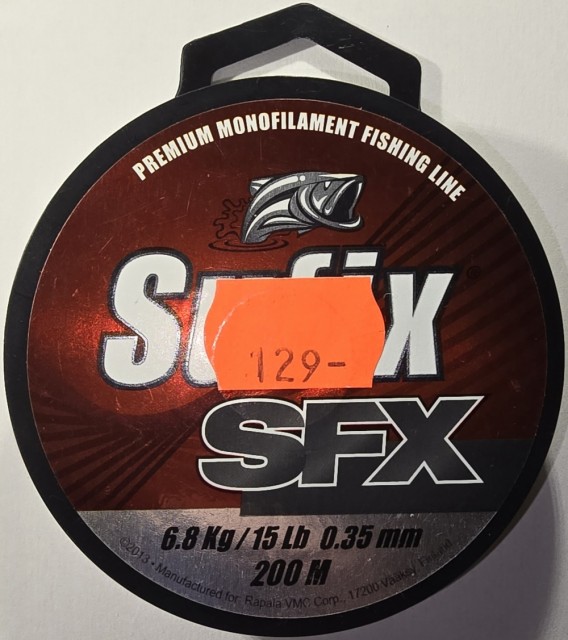 PREMIUM MONOFILAMENT FISHING LINE
Sufix
129-
SFX
6.8 Kg / 15 Lb 0.35 mm
200 M
©2013 • Manufactured for: Rapala VMC Corp., 17200 Vääksy, Finland